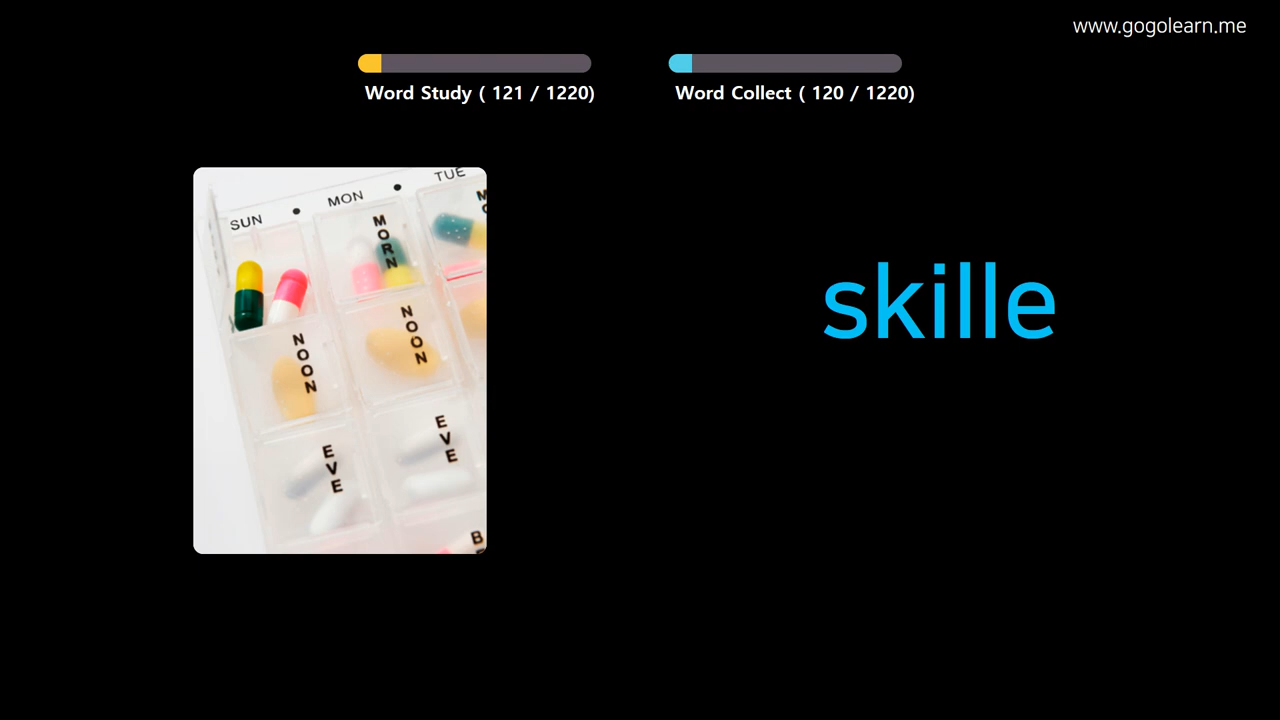 www.gogolearn.me
Word Study ( 121 / 1220)
Word Collect ( 120 / 1220)
SUN • MON • TUE
MORN
NOON
NOON
EVE
EVE
skille